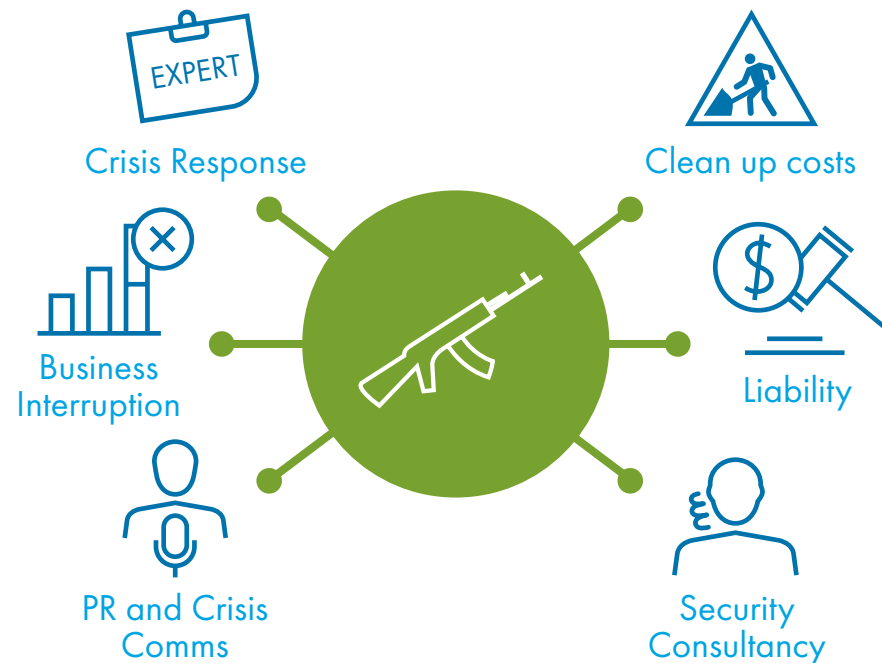 EXPERT
Crisis Response
Clean up costs
Business
Interruption
$
Liability
PR and Crisis
Comms
Security
Consultancy